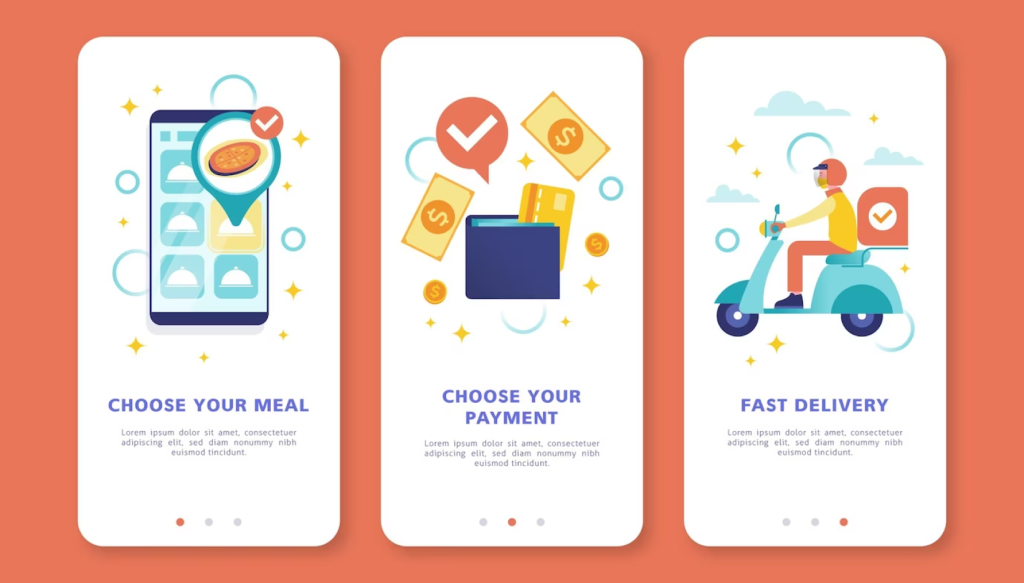 CHOOSE YOUR MEAL
Lorem ipsum dolor sit amet, consectetuer
adipiscing elit, sed diam nonummy nibh
euismod tincidunt.
CHOOSE YOUR
PAYMENT
Lorem ipsum dolor sit amet, consectetuer
adipiscing elit, sed diam nonummy nibh
euismod tincidunt.
FAST DELIVERY
Lorem ipsum dolor sit amet, consectetuer
adipiscing elit, sed diam nonummy nibh
euismod tincidunt.